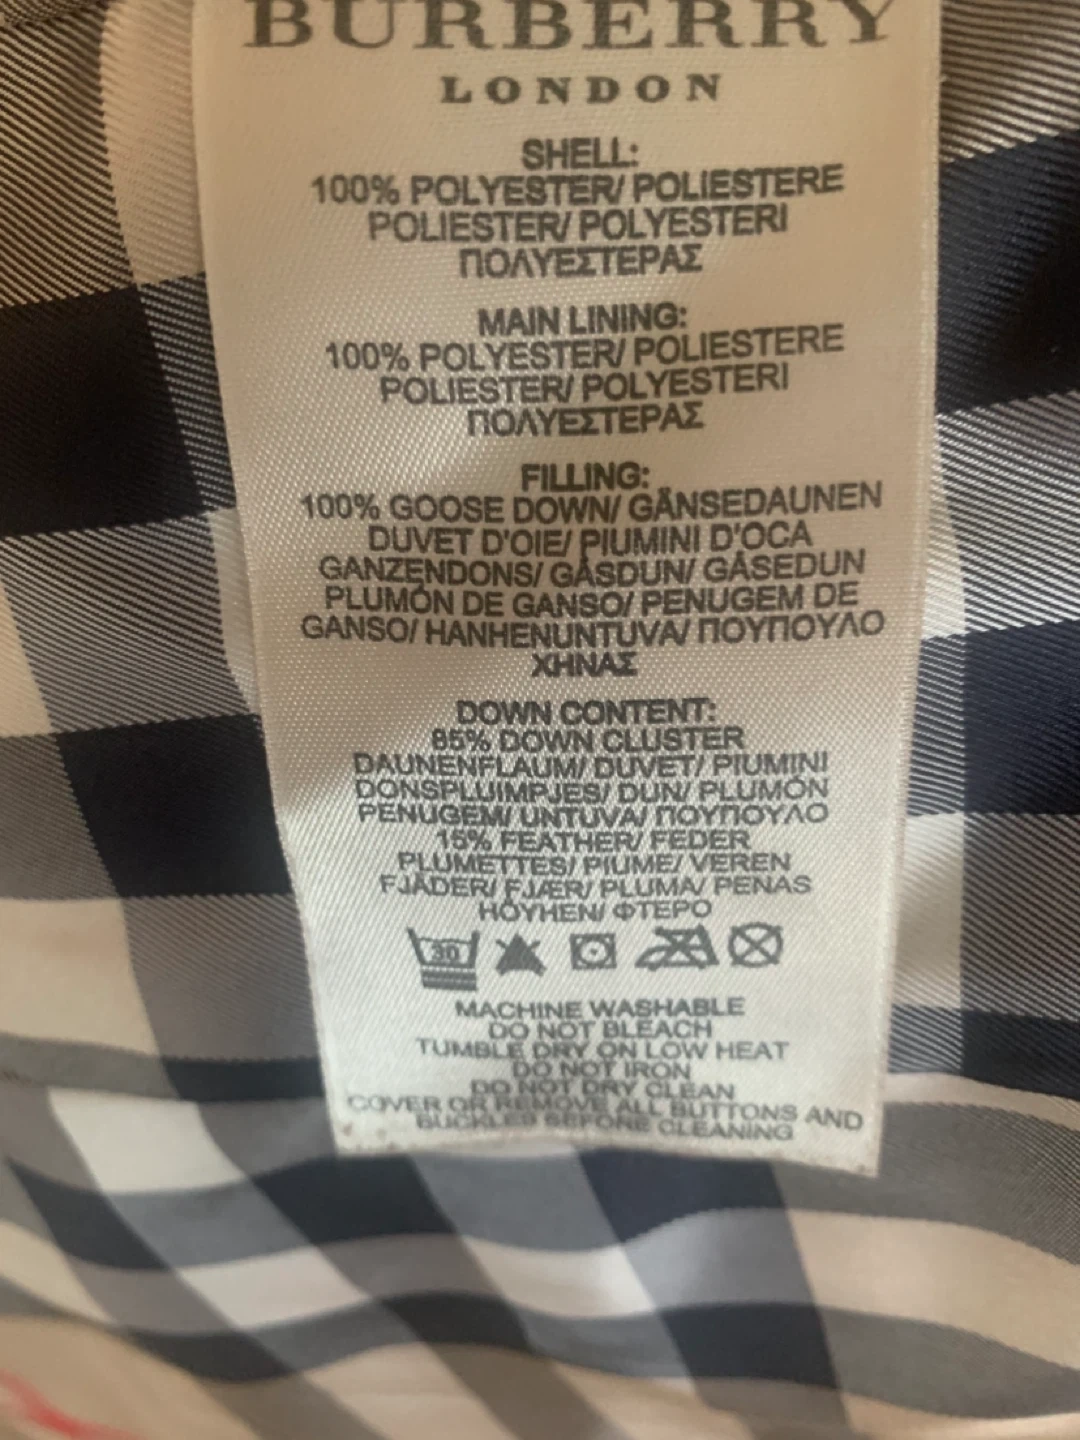 BURBERRY
LONDON
SHELL:
100% POLYESTER/ POLIESTERE
POLIESTER/ POLYESTERI
ΠΟΛΥΕΣΤΕΡΑΣ
MAIN LINING:
100% POLYESTER/ POLIESTERE
POLIESTER/ POLYESTERI
ΠΟΛΥΕΣΤΕΡΑΣ
FILLING:
100% GOOSE DOWN/ GÄNSEDAUNEN
DUVET D'OIE/ PIUMINI D'OCA
GANZENDONS/ GÅSDUN/ GÅSEDUN
PLUMÓN DE GANSO/ PENUGEM DE
GANSO/ HANHENUNTUVA/ ΠΟΥΠΟΥΛΟ
ΧΗΝΑΣ
DOWN CONTENT:
85% DOWN CLUSTER
DAUNENFLAUM/ DUVET/ PIUMINI
DONSPLUIMPJES/ DUN/ PLUMÓN
PENUGEM/ UNTUVA/ ΠΟΥΠΟΥΛΟ
15% FEATHER/ FEDER
PLUMETTES/ PIUME/ VEREN
FJÄDER/ FJÆR/ PLUMA/ PENAS
HÖYHEN/ ΦΤΕΡΟ
30
MACHINE WASHABLE
DO NOT BLEACH
TUMBLE DRY ON LOW HEAT
DO NOT IRON
DO NOT DRY CLEAN
COVER OR REMOVE ALL BUTTONS AND
BUCKLES BEFORE CLEANING